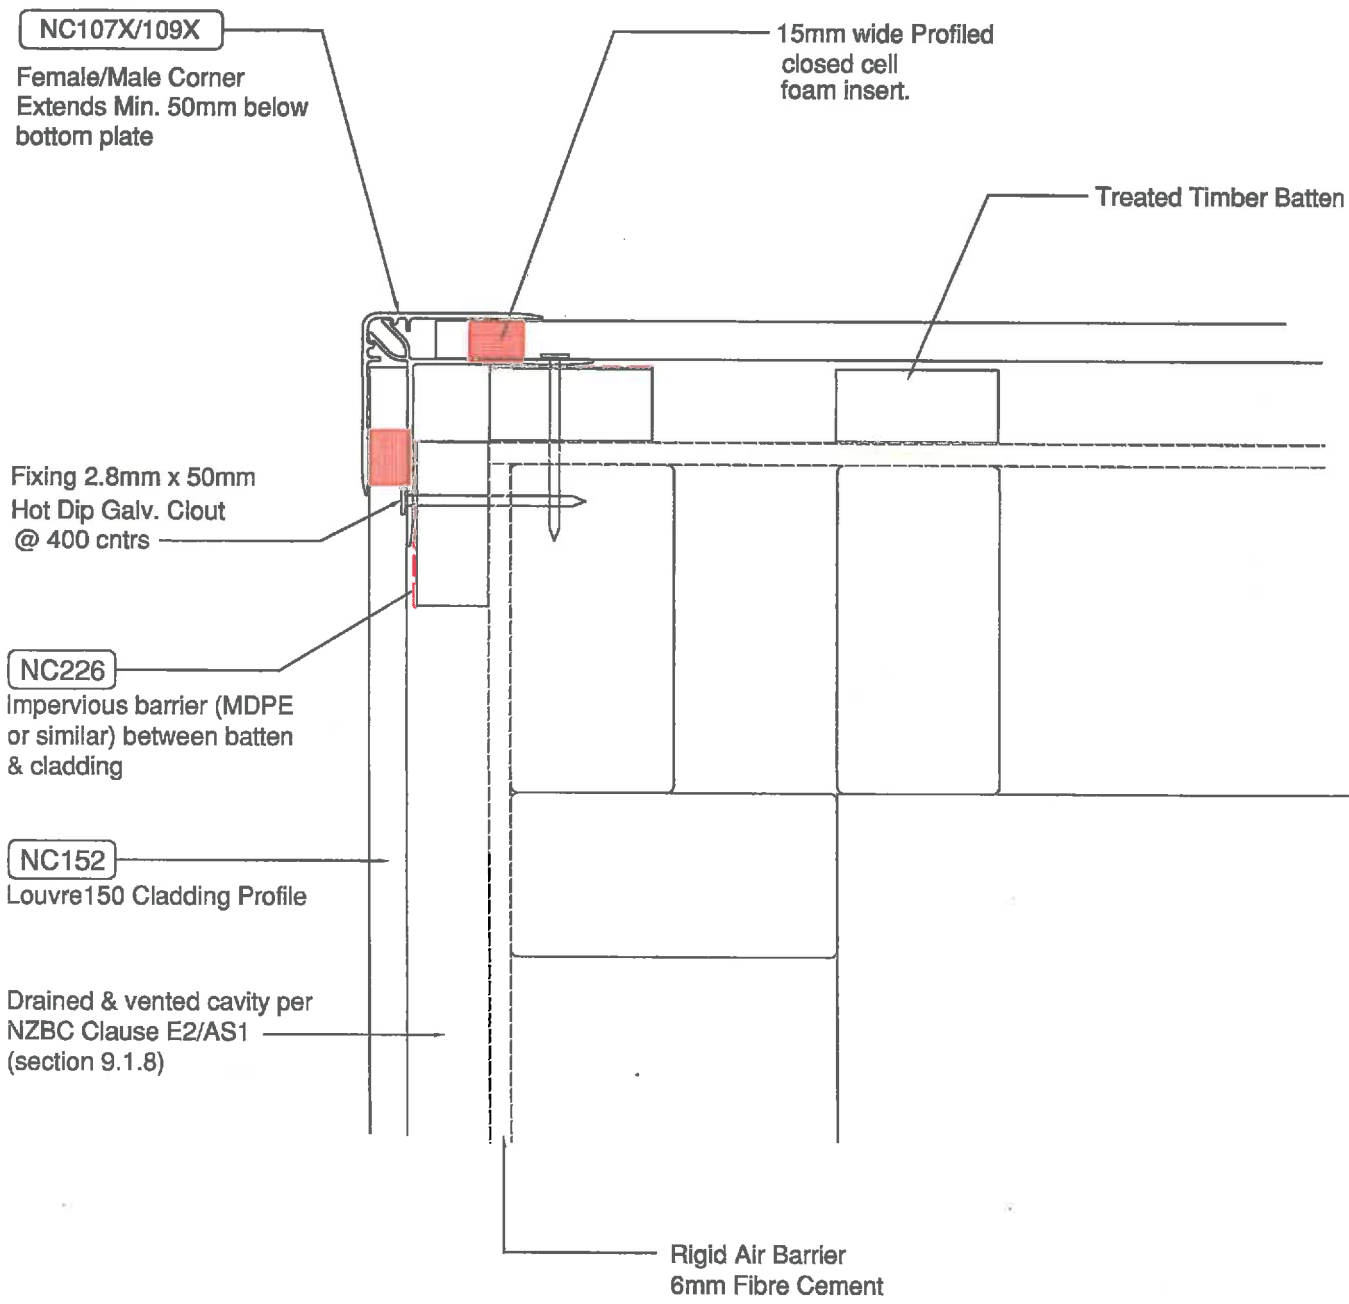 NC107X/109X
Female/Male Corner
Extends Min. 50mm below
bottom plate
15mm wide Profiled
closed cell
foam insert.
Treated Timber Batten
Fixing 2.8mm x 50mm
Hot Dip Galv. Clout
@ 400 cntrs
NC226
Impervious barrier (MDPE
or similar) between batten
& cladding
NC152
Louvre150 Cladding Profile
Drained & vented cavity per
NZBC Clause E2/AS1
(section 9.1.8)
Rigid Air Barrier
6mm Fibre Cement